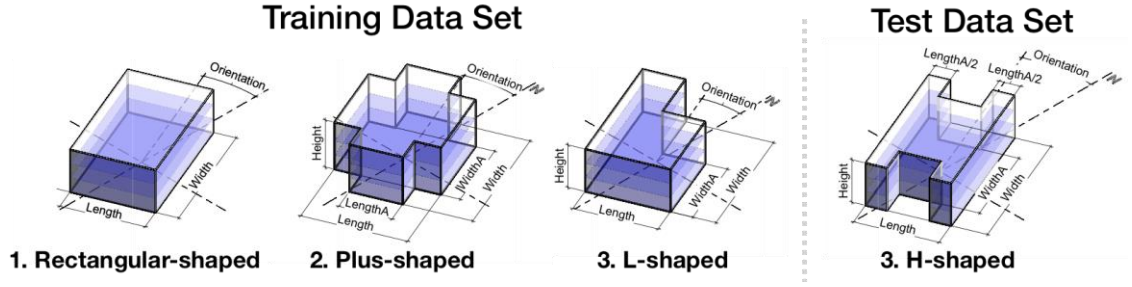 Training Data Set
Test Data Set
Orientation
Width
Length
1. Rectangular-shaped
Orientation
N
Height
WidthA
Width
LengthA
Length
2. Plus-shaped
Orientation
N
Height
WidthA
Width
Length
3. L-shaped
LengthA/2
LengthA/2
Orientation
N
Height
WidthA
Width
Length
3. H-shaped